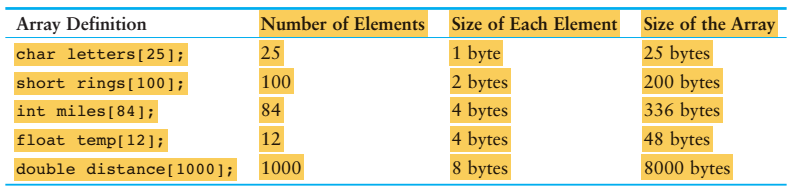 Array Definition Number of Elements Size of Each Element Size of the Array
char letters[25]; 25 1 byte 25 bytes
short rings[100]; 100 2 bytes 200 bytes
int miles[84]; 84 4 bytes 336 bytes
float temp[12]; 12 4 bytes 48 bytes
double distance[1000]; 1000 8 bytes 8000 bytes